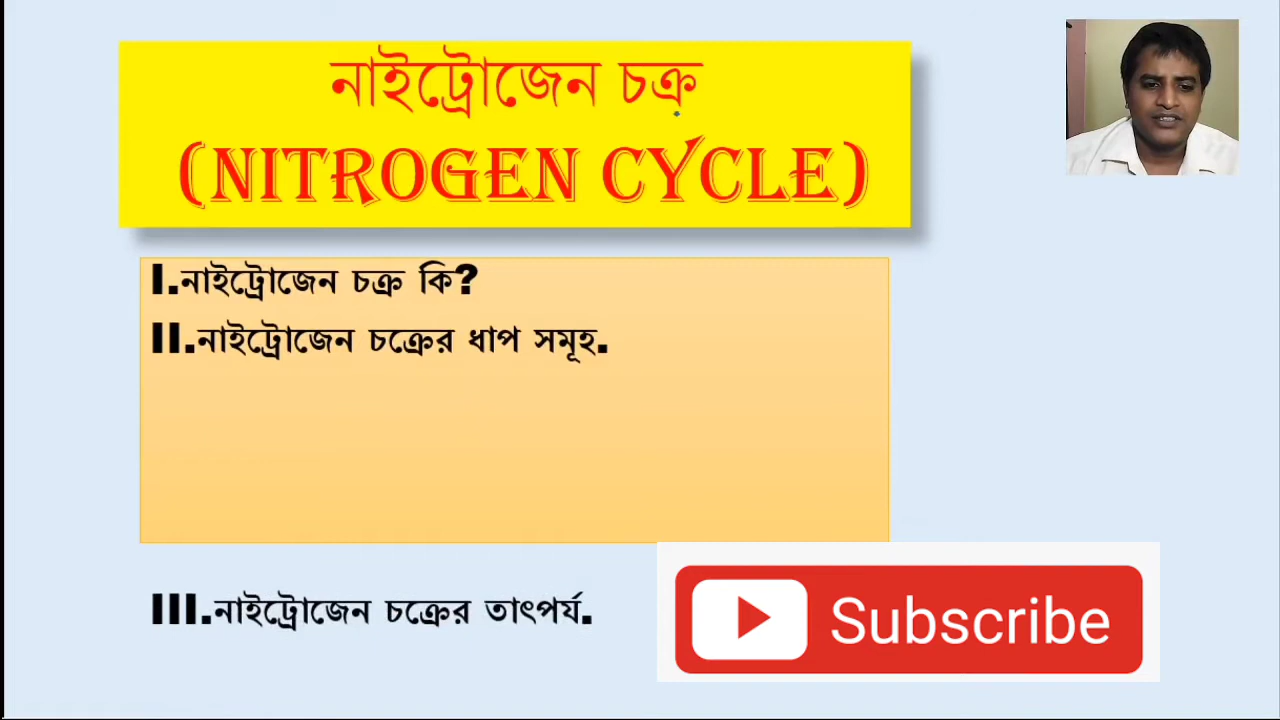 নাইট্রোজেন চক্র
(NITROGEN CYCLE)
I.নাইট্রোজেন চক্র কি?
II.নাইট্রোজেন চক্রের ধাপ সমূহ.
III.নাইট্রোজেন চক্রের তাৎপর্য.
Subscribe